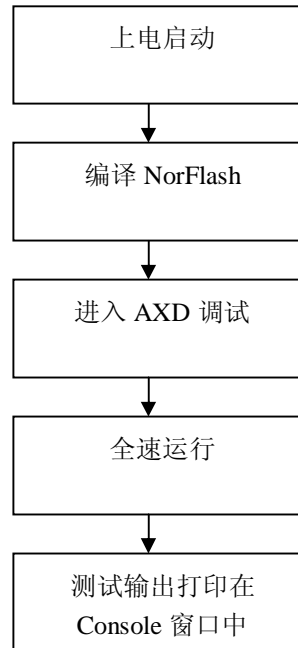 上电启动
编译 NorFlash
进入 AXD 调试
全速运行
测试输出打印在
Console 窗口中